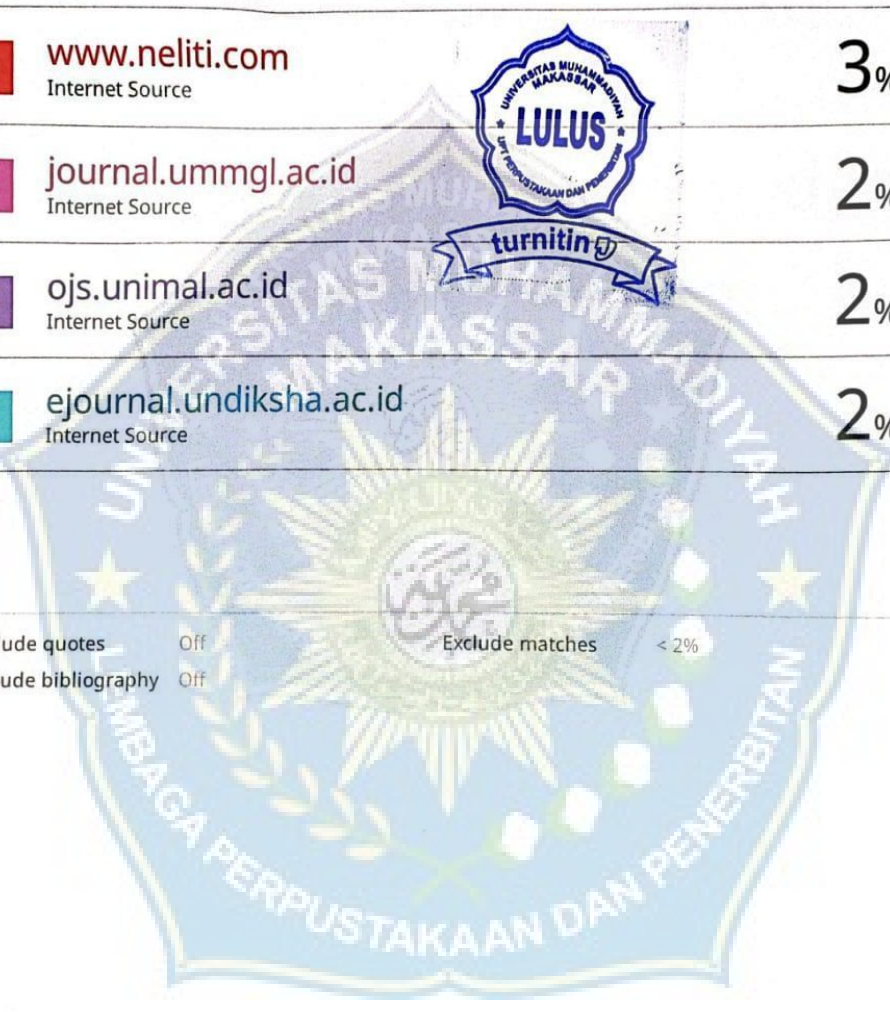 www.neliti.com
Internet Source
3%
UNIVERSITAS MUHAMMADIYAH
MAKASSAR
LULUS
UPT PERPUSTAKAAN DAN PENERBITAN
turnitin
journal.ummgl.ac.id
Internet Source
2%
ojs.unimal.ac.id
Internet Source
2%
ejournal.undiksha.ac.id
Internet Source
2%
ude quotes Off Exclude matches < 2%
ude bibliography Off
UNIVERSITAS MUHAMMADIYAH
MAKASSAR
LEMBAGA PERPUSTAKAAN DAN PENERBITAN